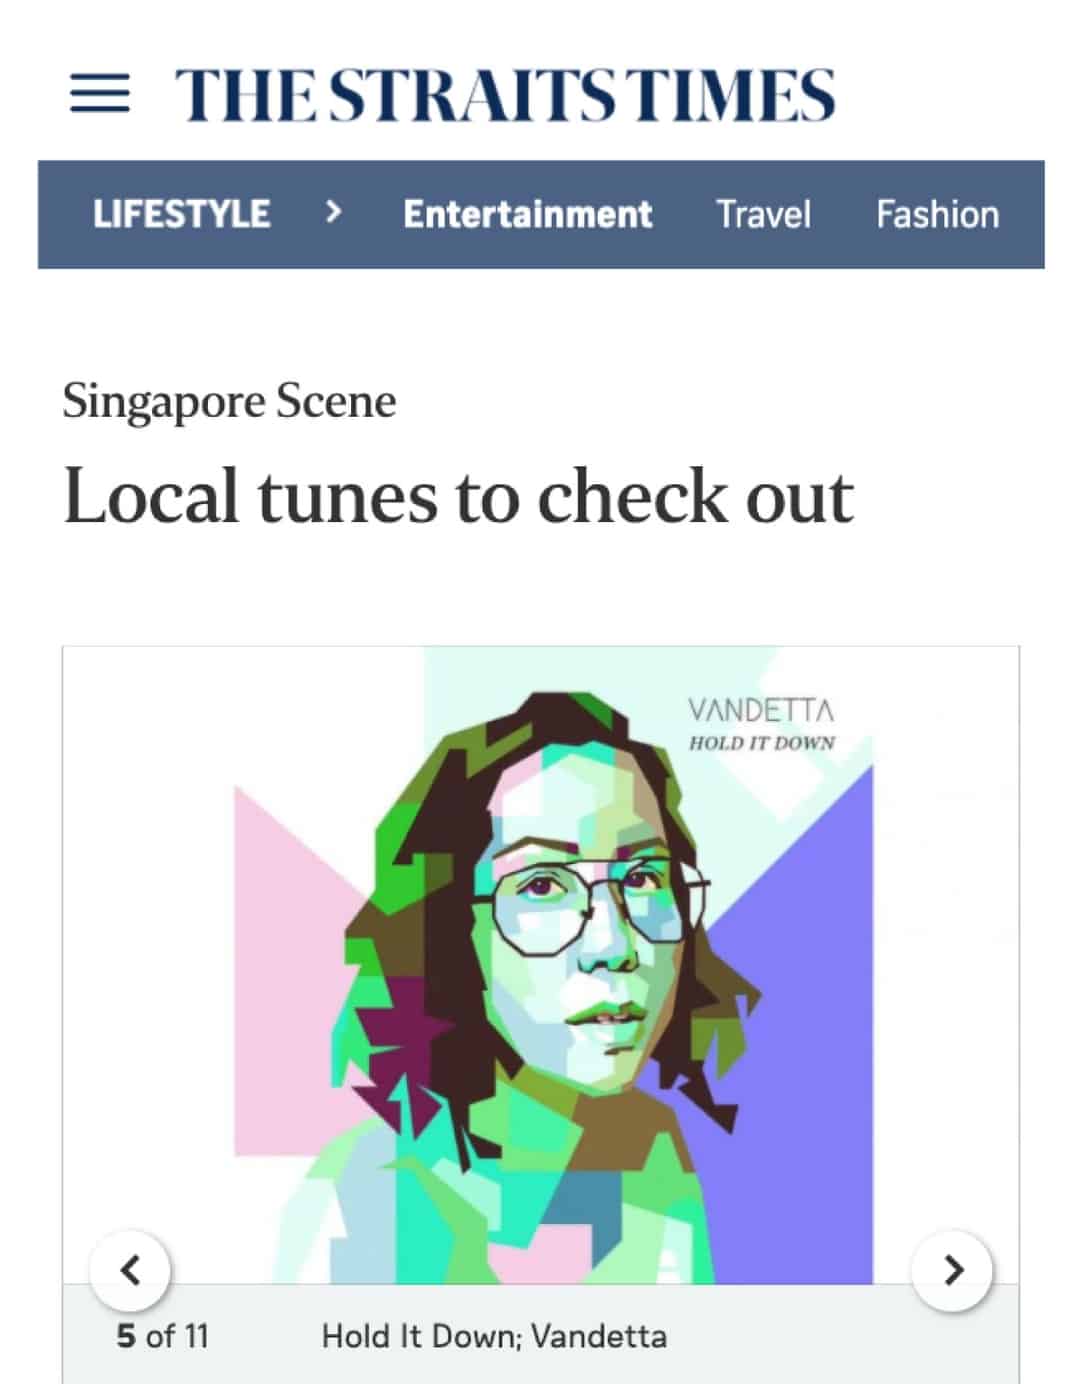 THE STRAITS TIMES
LIFESTYLE > Entertainment Travel Fashion
Singapore Scene
Local tunes to check out
VANDETTA
HOLD IT DOWN
5 of 11 Hold It Down; Vandetta